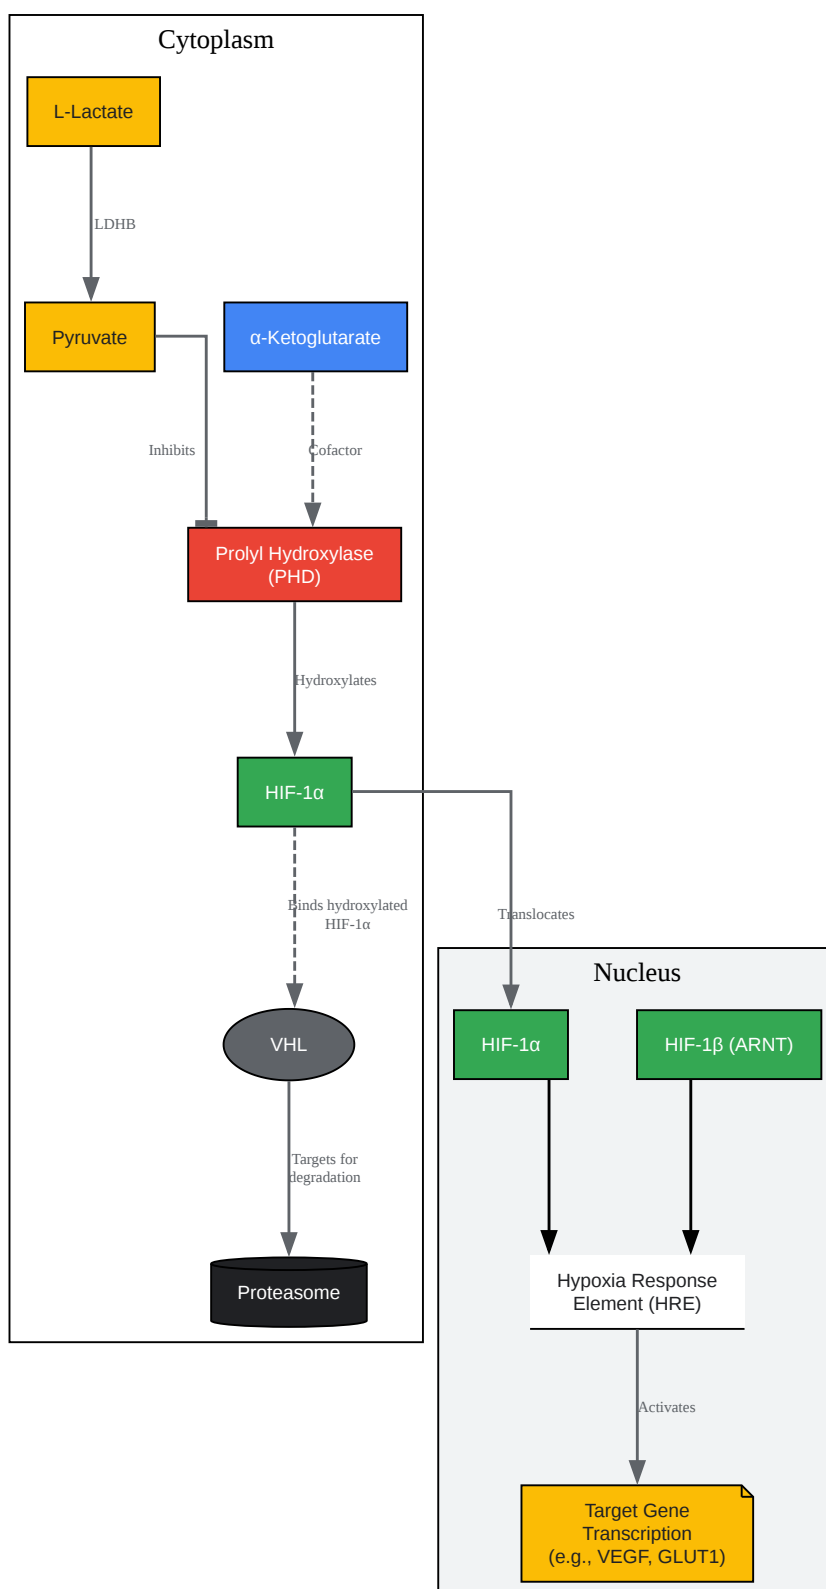 Cytoplasm
L-Lactate
LDHB
Pyruvate
α-Ketoglutarate
Inhibits
Cofactor
Prolyl Hydroxylase
(PHD)
Hydroxylates
HIF-1α
Binds hydroxylated
HIF-1α
Translocates
Nucleus
VHL
HIF-1α
HIF-1β (ARNT)
Targets for
degradation
Proteasome
Hypoxia Response
Element (HRE)
Activates
Target Gene
Transcription
(e.g., VEGF, GLUT1)